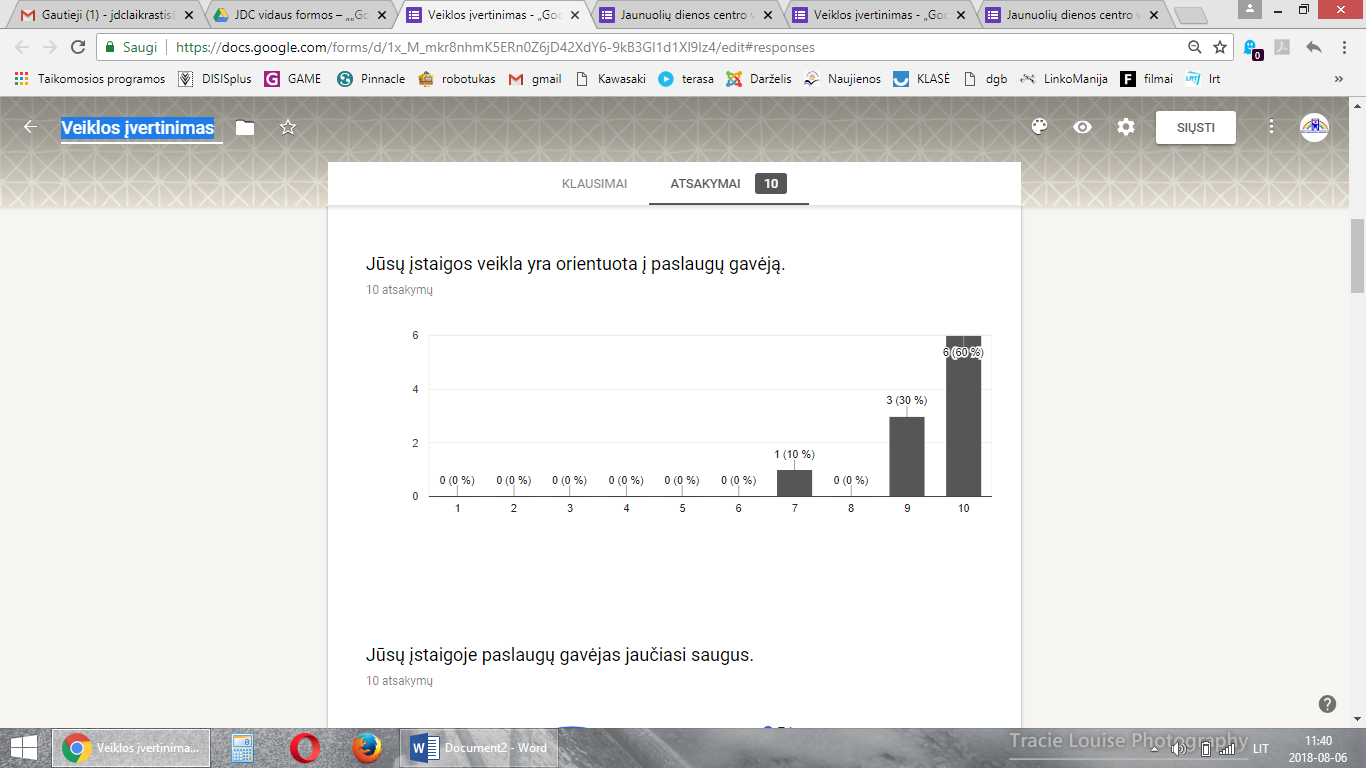 Gautieji (1) - jdclaikrastis
JDC vidaus formos – „„Go
Veiklos įvertinimas - „Goo
Jaunuolių dienos centro v
Veiklos įvertinimas - „Goo
Jaunuolių dienos centro v
Saugi
https://docs.google.com/forms/d/1x_M_mkr8nhmK5ERn0Z6jD42XdY6-9kB3Gl1d1Xl9lz4/edit#responses
0
Taikomosios programos
DISISplus
GAME
Pinnacle
robotukas
gmail
Kawasaki
terasa
Darželis
Naujienos
KLASĖ
dgb
LinkoManija
filmai
lrt
»
Veiklos įvertinimas
SIŲSTI
KLAUSIMAI
ATSAKYMAI 10
Jūsų įstaigos veikla yra orientuota į paslaugų gavėją.
10 atsakymų
6
4
2
0
0 (0 %) 0 (0 %) 0 (0 %) 0 (0 %) 0 (0 %) 0 (0 %) 1 (10 %) 0 (0 %) 3 (30 %) 6 (60 %)
1 2 3 4 5 6 7 8 9 10
Jūsų įstaigoje paslaugų gavėjas jaučiasi saugus.
10 atsakymų
Veiklos įvertinima...
Document2 - Word
Tracie Louise Photography
LIT
11:40
2018-08-06